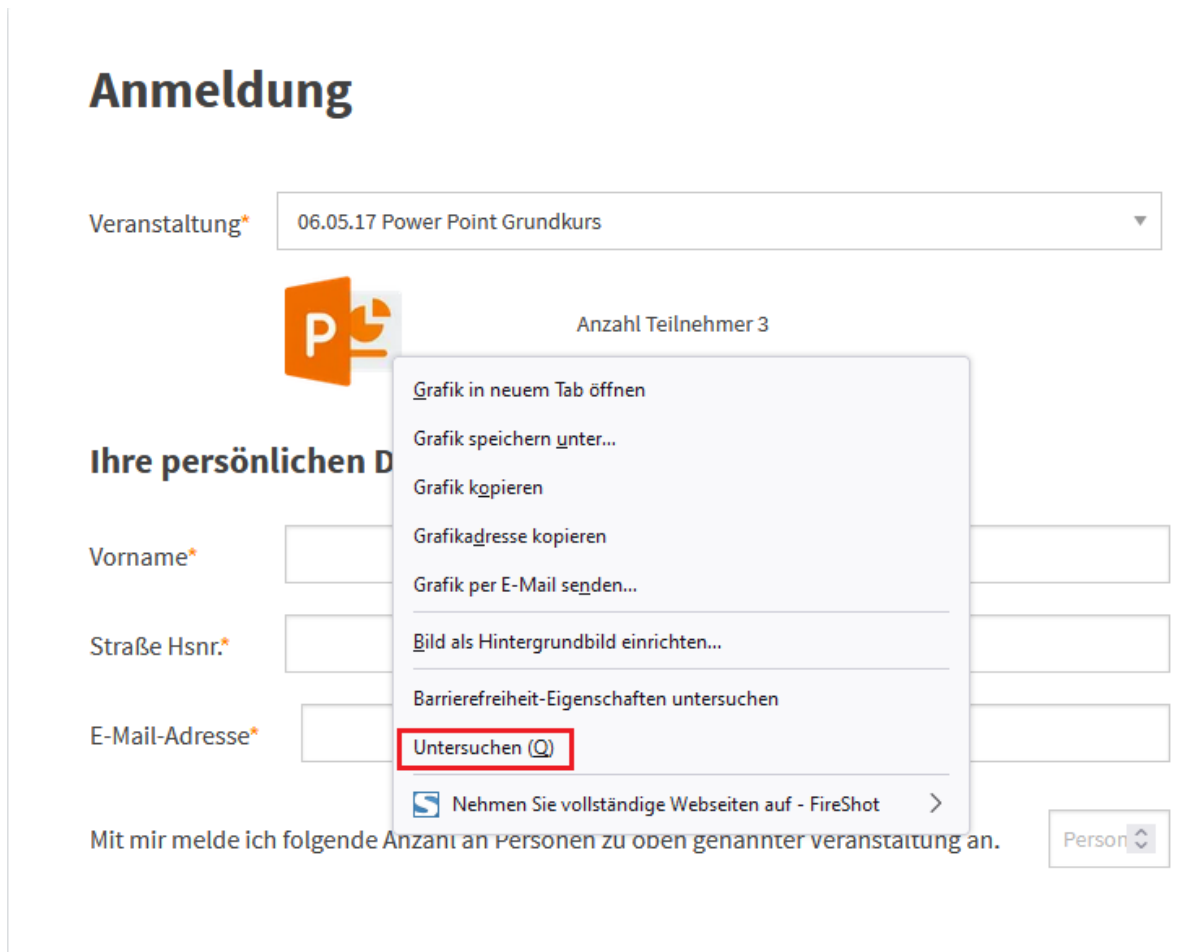 Anmeldung
Veranstaltung* 06.05.17 Power Point Grundkurs
P
Anzahl Teilnehmer 3
Grafik in neuem Tab öffnen
Grafik speichern unter...
Ihre persönlichen D
Grafik kopieren
Grafikadresse kopieren
Vorname*
Grafik per E-Mail senden...
Bild als Hintergrundbild einrichten...
Straße Hsnr.*
Barrierefreiheit-Eigenschaften untersuchen
E-Mail-Adresse*
Untersuchen (Q)
S Nehmen Sie vollständige Webseiten auf - FireShot
Mit mir melde ich folgende Anzahl an Personen zu oben genannter Veranstaltung an. Person